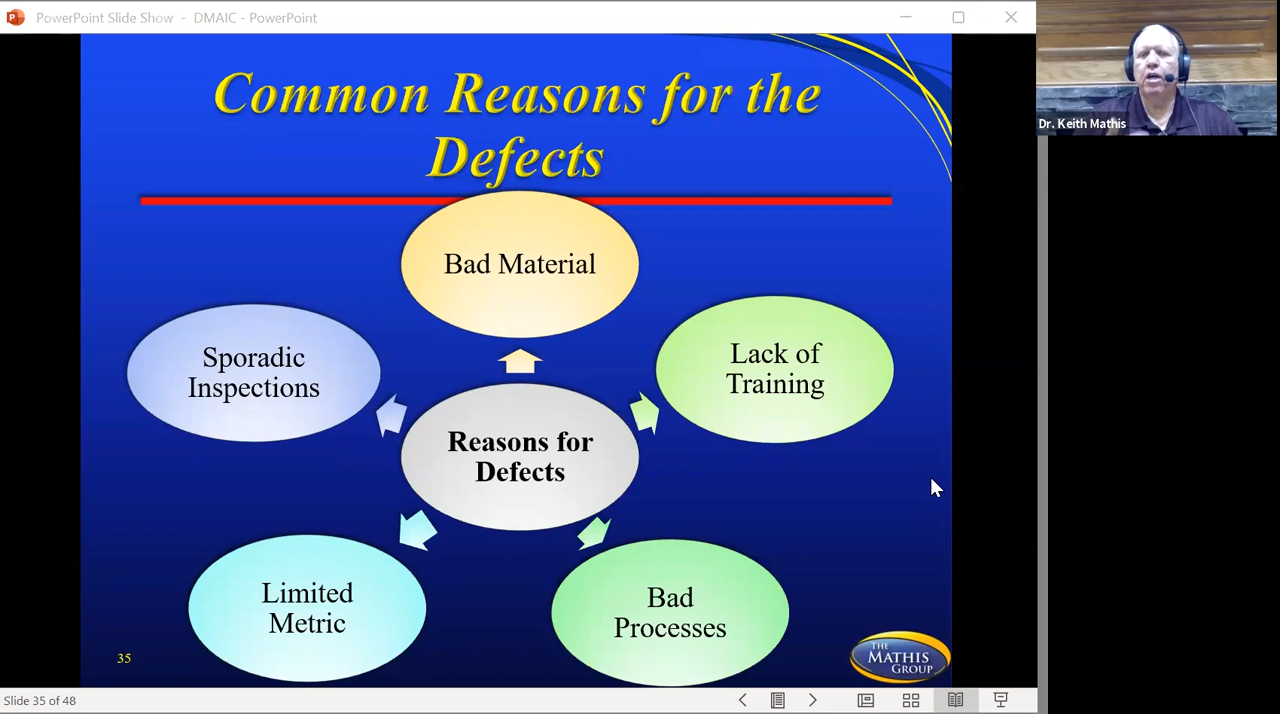 PowerPoint Slide Show - DMAIC - PowerPoint
Dr. Keith Mathis
Common Reasons for the
Defects
Bad Material
Sporadic
Inspections
Lack of
Training
Reasons for
Defects
Limited
Metric
Bad
Processes
35
THE
MATHIS
GROUP
Slide 35 of 48